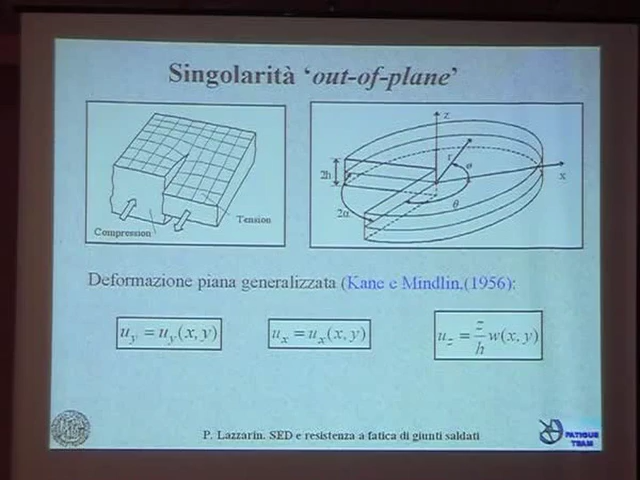 Singolarità ‘out-of-plane’
Compression
Tension
z
r
φ
x
2h
θ
2α
Deformazione piana generalizzata (Kane e Mindlin,(1956):
u_y = u_y(x, y)
u_x = u_x(x, y)
u_z = z/h w(x, y)
P. Lazzarin. SED e resistenza a fatica di giunti saldati
FATIGUE
TEAM